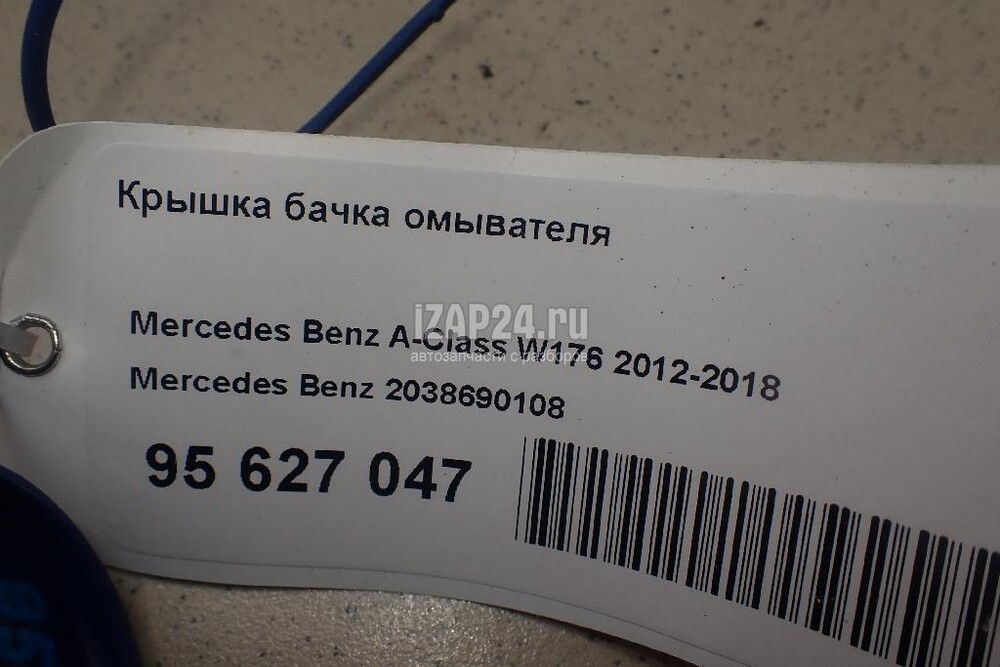 Крышка бачка омывателя
iZAP24.ru
Mercedes Benz A-Class W176 2012-2018
автозапчасти с разборов
Mercedes Benz 2038690108
95 627 047